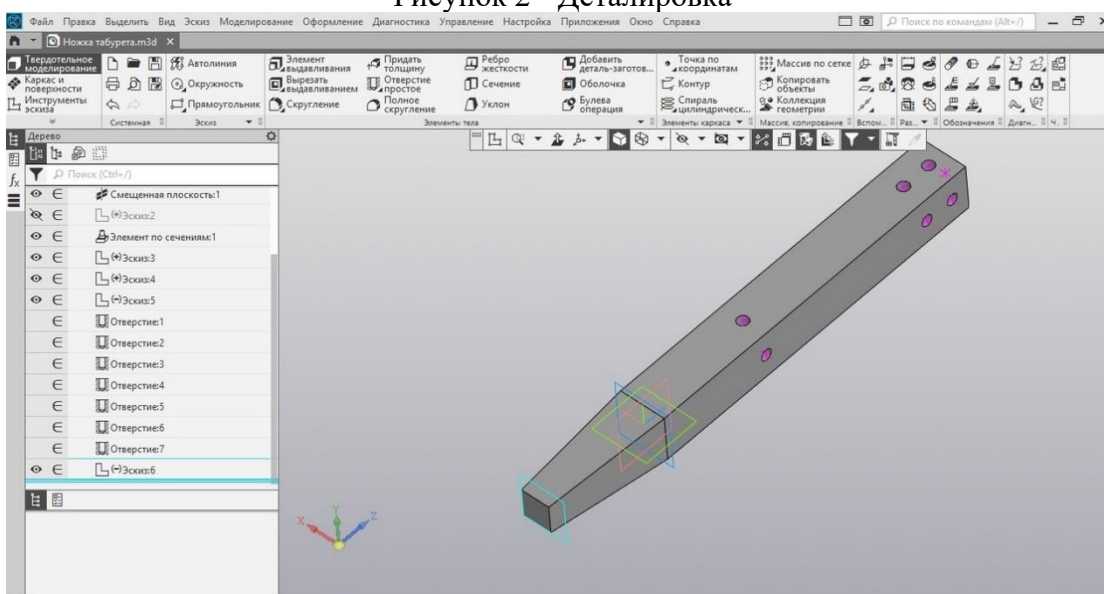 Рисунок 2 – Деталировка
Файл Правка Выделить Вид Эскиз Моделирование Оформление Диагностика Управление Настройка Приложения Окно Справка Поиск по командам (Alt+/)
Ножка табурета.m3d
Твердотельное моделирование
Каркас и поверхности
Инструменты эскиза
Системная
Автолиния
Окружность
Прямоугольник
Эскиз
Элемент выдавливания
Вырезать выдавливанием
Скругление
Придать толщину
Отверстие простое
Полное скругление
Ребро жесткости
Сечение
Уклон
Добавить деталь-заготов...
Оболочка
Булева операция
Элементы тела
Точка по координатам
Контур
Спираль цилиндрическ...
Элементы каркаса
Массив по сетке
Копировать объекты
Коллекция геометрии
Массив, копирование
Вспом...
Раз...
Обозначения
Диагн...
Ч...
Дерево
Поиск (Ctrl+/)
Смещенная плоскость:1
(+)Эскиз:2
Элемент по сечениям:1
(+)Эскиз:3
(+)Эскиз:4
(−)Эскиз:5
Отверстие:1
Отверстие:2
Отверстие:3
Отверстие:4
Отверстие:5
Отверстие:6
Отверстие:7
(−)Эскиз:6
X
Y
Z